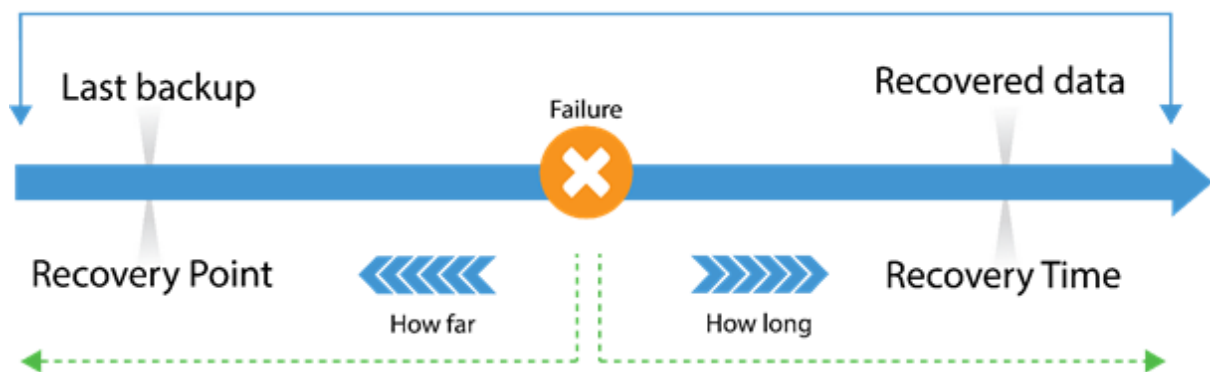 Last backup
Failure
Recovered data
Recovery Point
How far
How long
Recovery Time